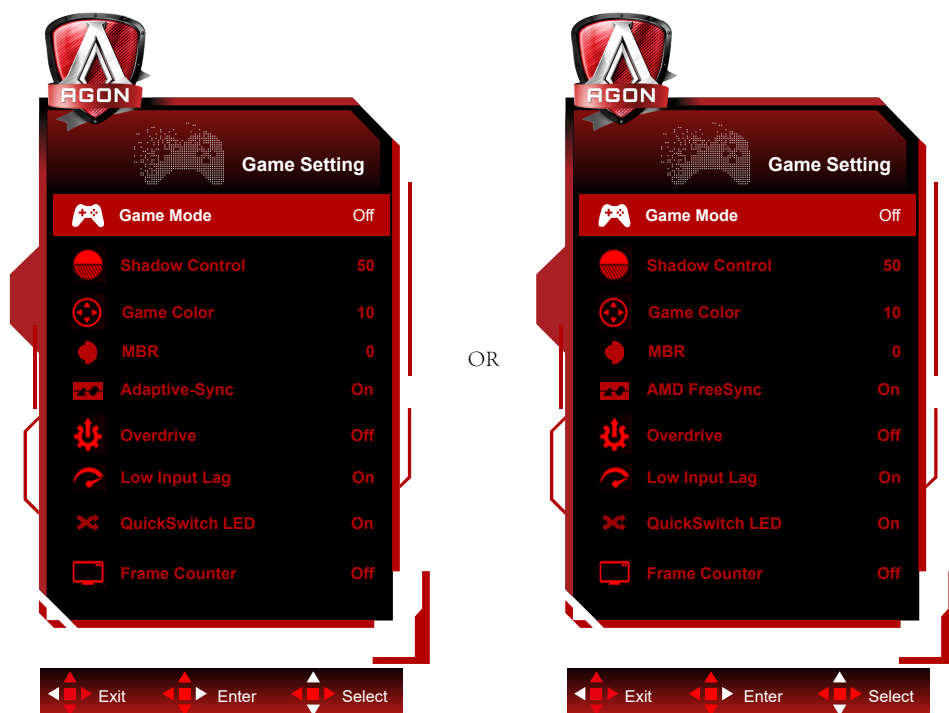 AGON
Game Setting
Game Mode Off
Shadow Control 50
Game Color 10
MBR 0
Adaptive-Sync On
Overdrive Off
Low Input Lag On
QuickSwitch LED On
Frame Counter Off
Exit Enter Select
OR
AGON
Game Setting
Game Mode Off
Shadow Control 50
Game Color 10
MBR 0
AMD FreeSync On
Overdrive Off
Low Input Lag On
QuickSwitch LED On
Frame Counter Off
Exit Enter Select